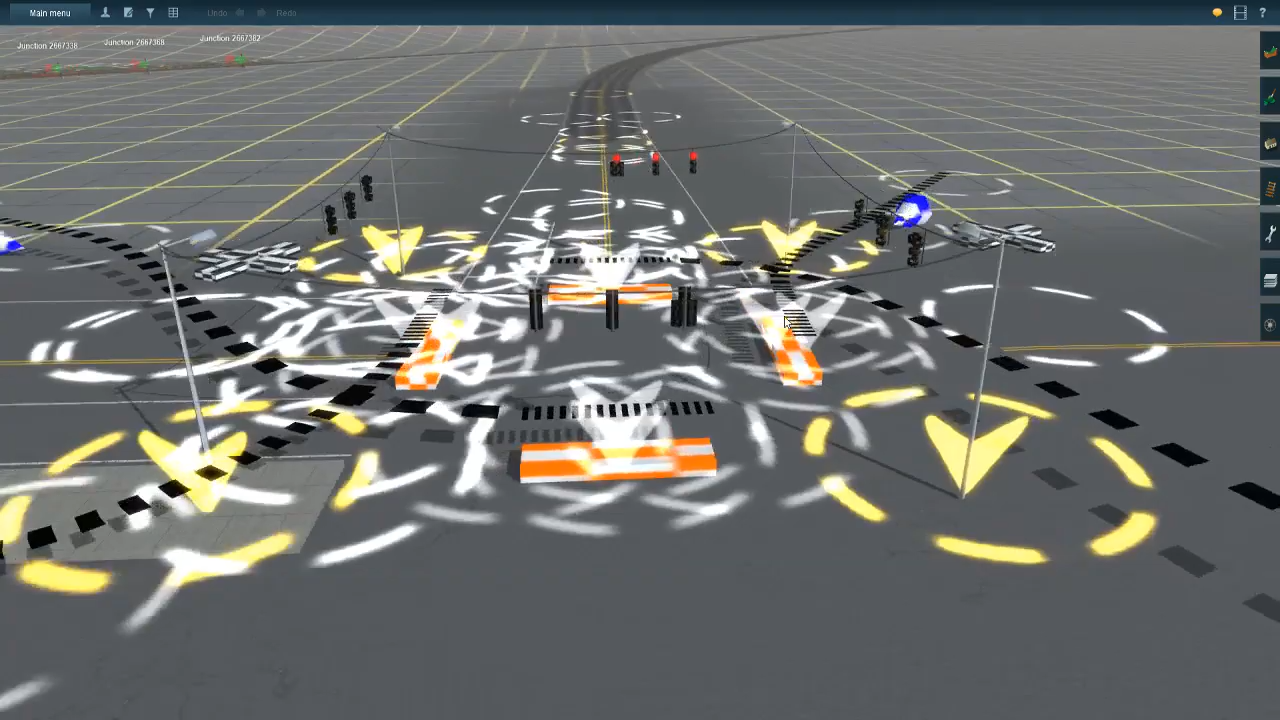 Main menu
Undo
Redo
?
Junction 2667338
Junction 2667368
Junction 2667382